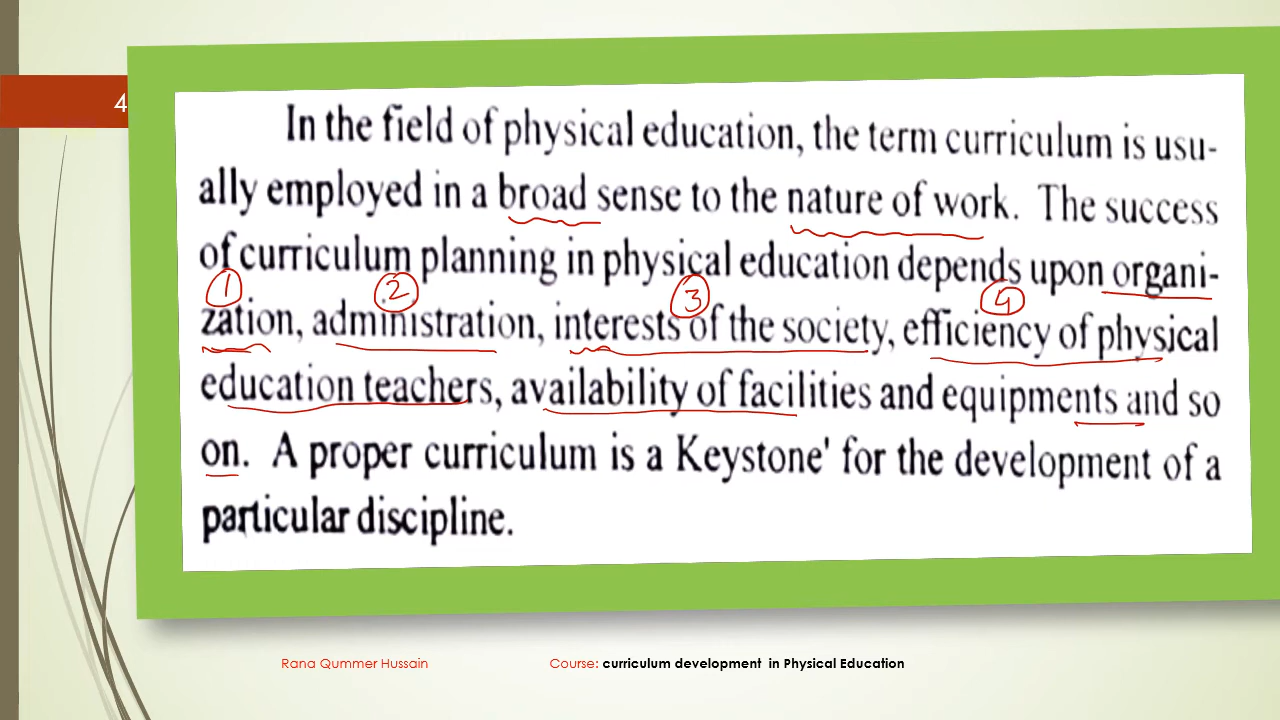 4
In the field of physical education, the term curriculum is usu-
ally employed in a broad sense to the nature of work. The success
of curriculum planning in physical education depends upon organi-
1 2 3 4
zation, administration, interests of the society, efficiency of physical
education teachers, availability of facilities and equipments and so
on. A proper curriculum is a Keystone' for the development of a
particular discipline.
Rana Qummer Hussain
Course: curriculum development in Physical Education